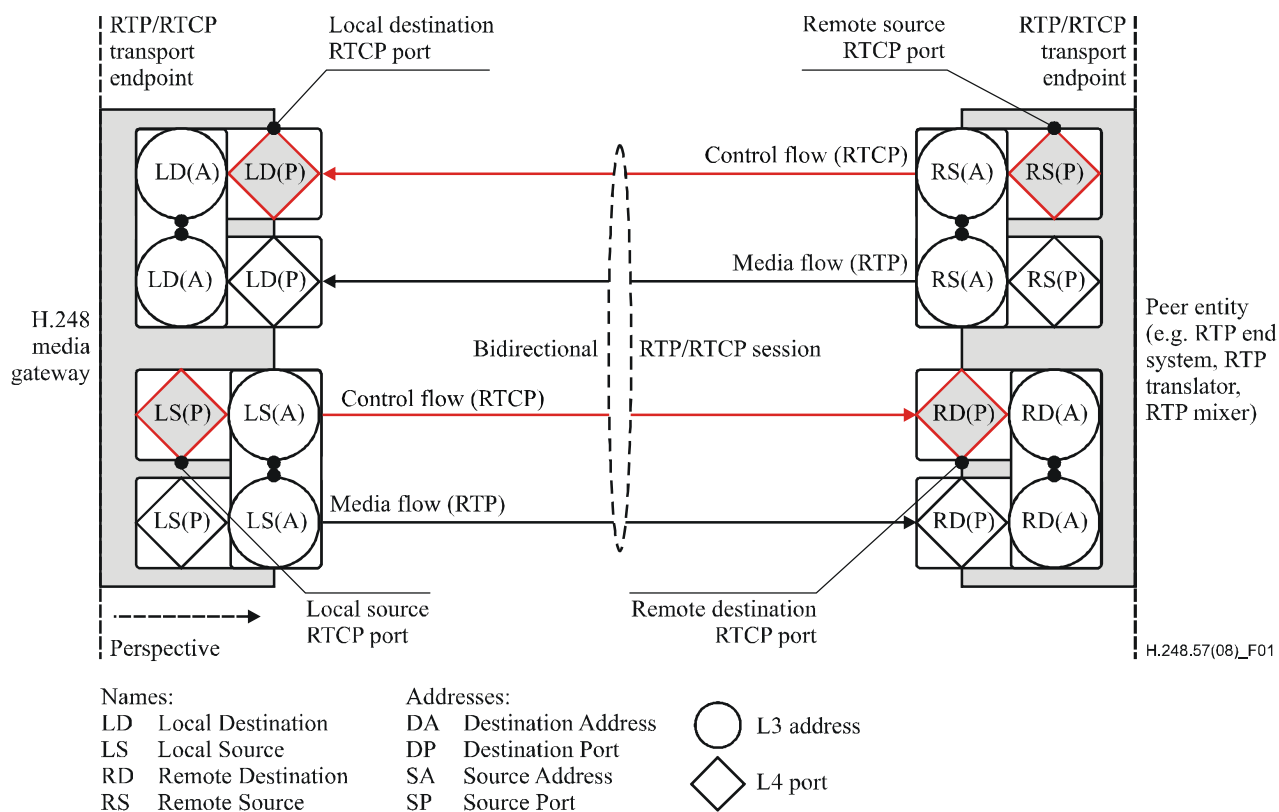 RTP/RTCP
transport
endpoint
Local destination
RTCP port
Remote source
RTCP port
RTP/RTCP
transport
endpoint
LD(A)
LD(P)
Control flow (RTCP)
RS(A)
RS(P)
LD(A)
LD(P)
Media flow (RTP)
RS(A)
RS(P)
H.248
media
gateway
Bidirectional
RTP/RTCP session
Peer entity
(e.g. RTP end
system, RTP
translator,
RTP mixer)
LS(P)
LS(A)
Control flow (RTCP)
RD(P)
RD(A)
LS(P)
LS(A)
Media flow (RTP)
RD(P)
RD(A)
Perspective
Local source
RTCP port
Remote destination
RTCP port
H.248.57(08)_F01
Names:
LD Local Destination
LS Local Source
RD Remote Destination
RS Remote Source
Addresses:
DA Destination Address
DP Destination Port
SA Source Address
SP Source Port
L3 address
L4 port